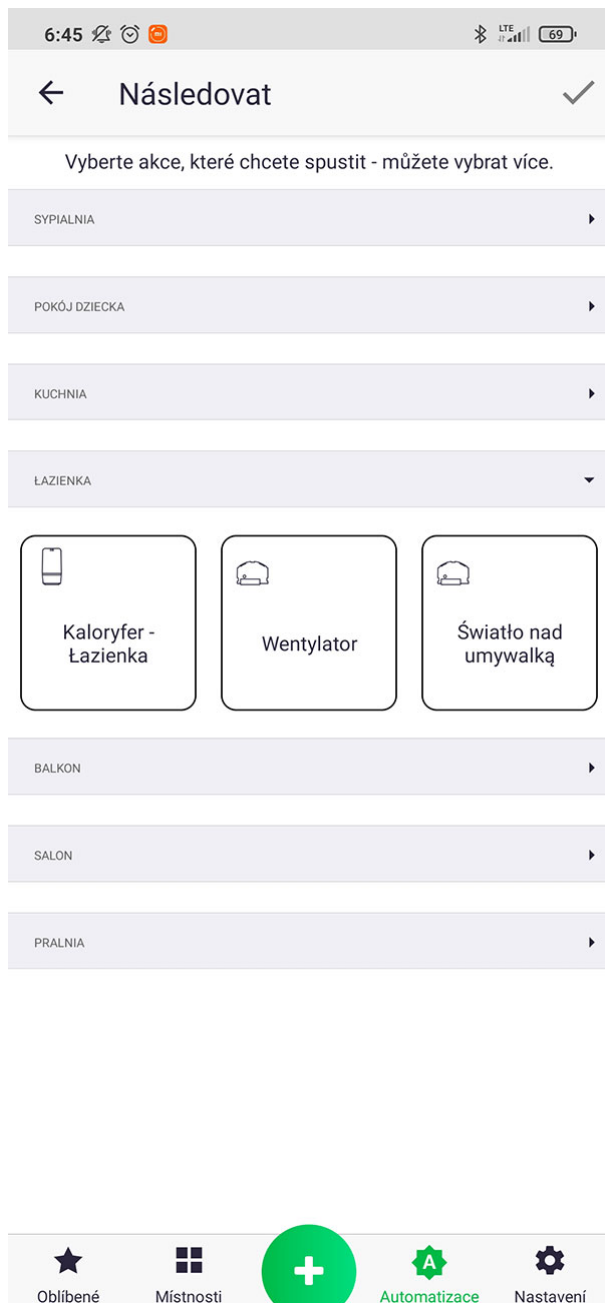 6:45
LTE
69
Následovat
Vyberte akce, které chcete spustit - můžete vybrat více.
SYPIALNIA
POKÓJ DZIECKA
KUCHNIA
ŁAZIENKA
Kaloryfer -
Łazienka
Wentylator
Światło nad
umywalką
BALKON
SALON
PRALNIA
A
Oblíbené
Místnosti
Automatizace
Nastavení